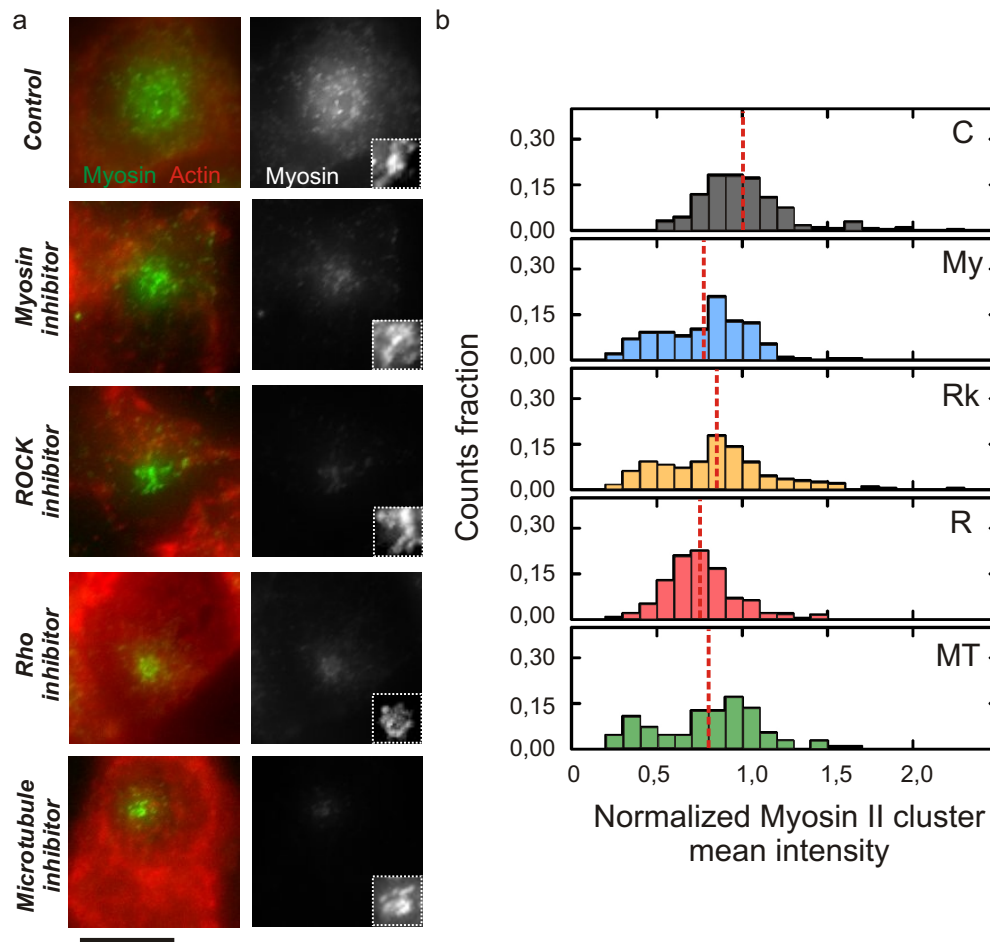 a
Control
Myosin Actin
Myosin
Myosin
inhibitor
ROCK
inhibitor
Rho
inhibitor
Microtubule
inhibitor
b
Counts fraction
0,30
0,15
0,00
C
0,30
0,15
0,00
My
0,30
0,15
0,00
Rk
0,30
0,15
0,00
R
0,30
0,15
0,00
MT
0 0,5 1,0 1,5 2,0
Normalized Myosin II cluster
mean intensity